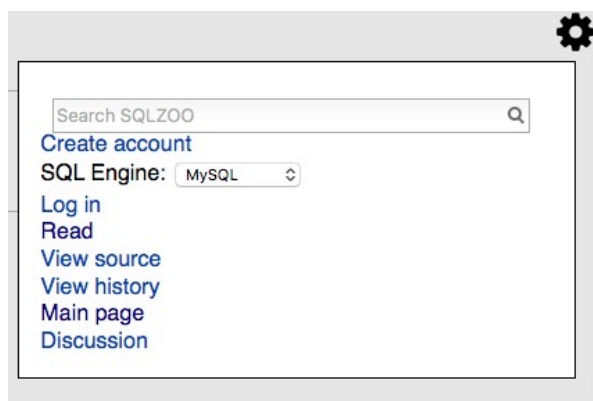 Search SQLZOO
Create account
SQL Engine: MySQL
Log in
Read
View source
View history
Main page
Discussion